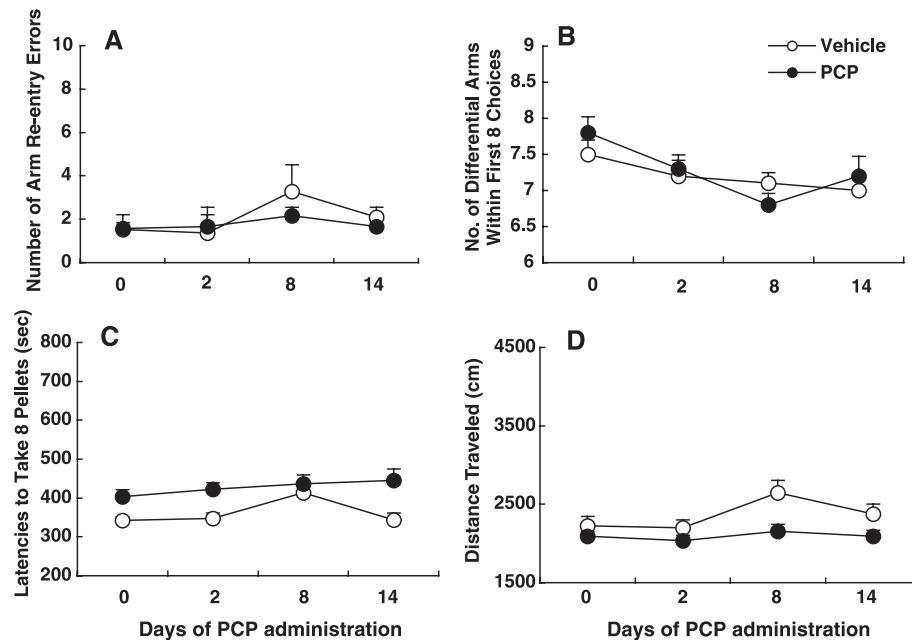 A
Number of Arm Re-entry Errors
10
8
6
4
2
0
0 2 8 14
B
Vehicle
PCP
No. of Differential Arms
Within First 8 Choices
9
8.5
8
7.5
7
6.5
6
0 2 8 14
C
Latencies to Take 8 Pellets (sec)
800
700
600
500
400
300
200
0 2 8 14
Days of PCP administration
D
Distance Traveled (cm)
4500
3500
2500
1500
0 2 8 14
Days of PCP administration